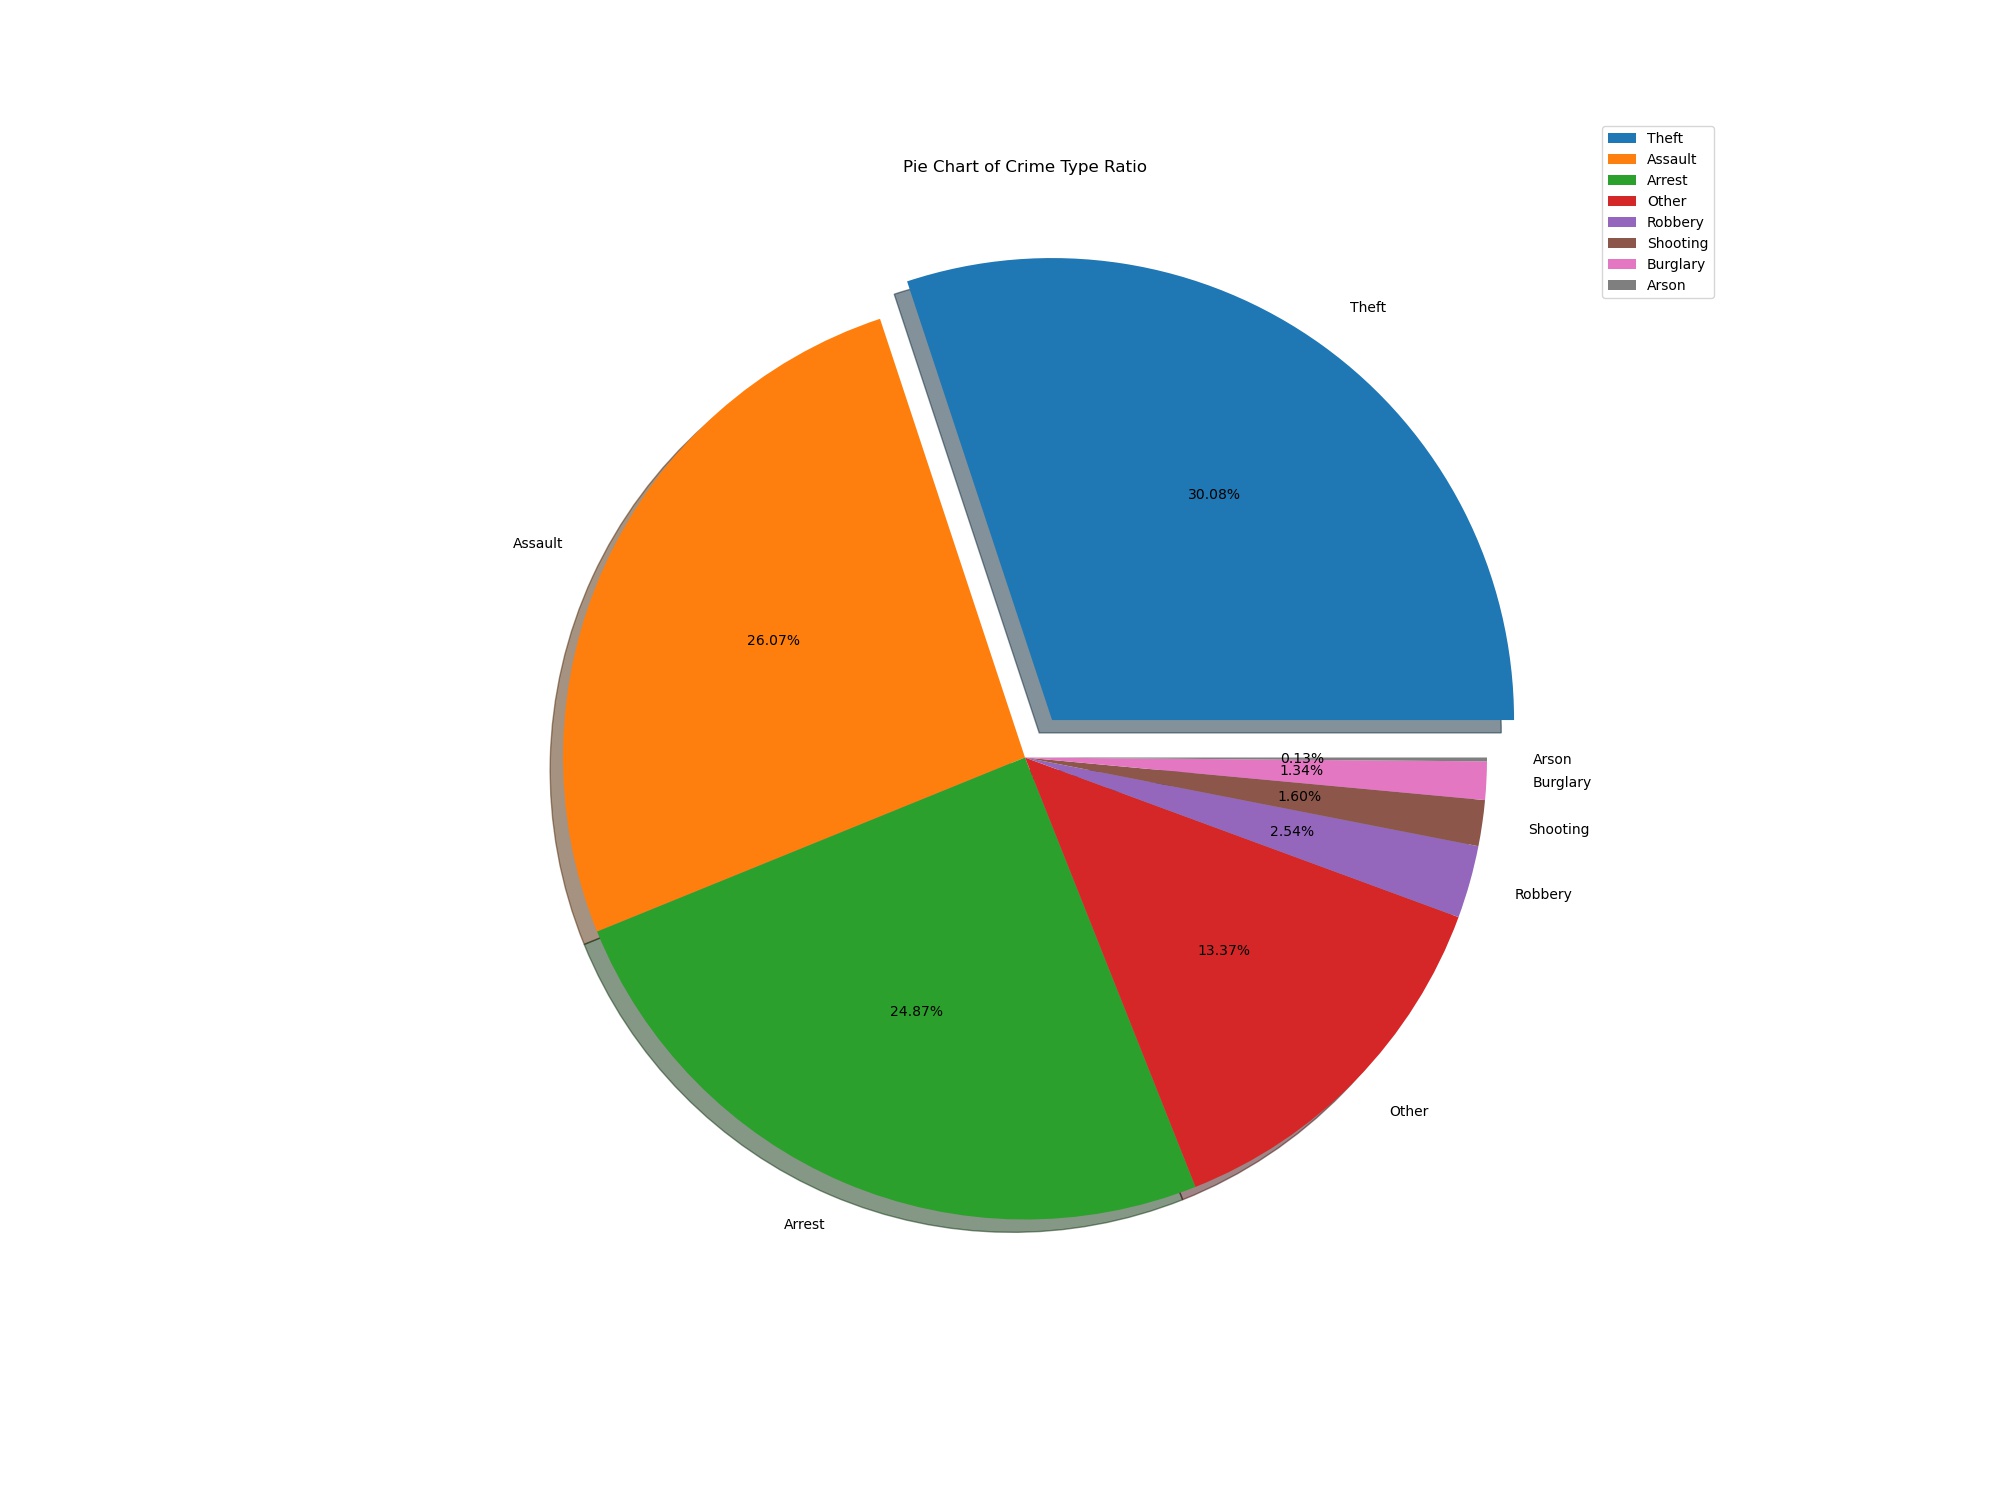 Pie Chart of Crime Type Ratio
Theft
Assault
Arrest
Other
Robbery
Shooting
Burglary
Arson
Theft
30.08%
Assault
26.07%
Arrest
24.87%
Other
13.37%
Robbery
2.54%
Shooting
1.60%
Burglary
1.34%
Arson
0.13%